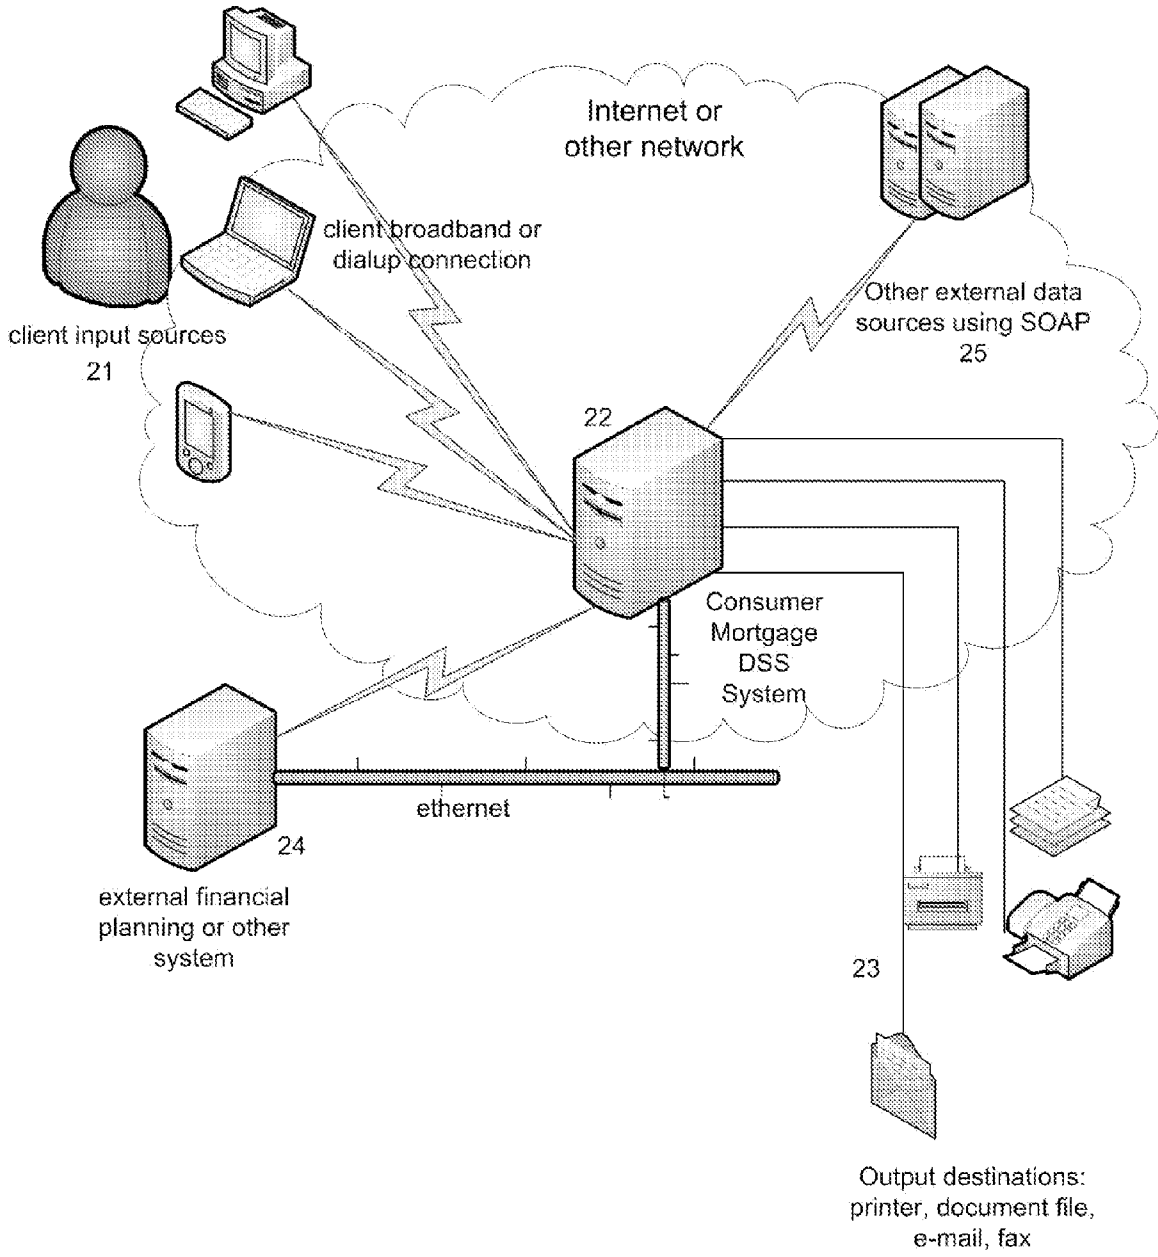 Internet or
other network
client broadband or
dialup connection
client input sources
21
Other external data
sources using SOAP
25
22
Consumer
Mortgage
DSS
System
ethernet
24
external financial
planning or other
system
23
Output destinations:
printer, document file,
e-mail, fax